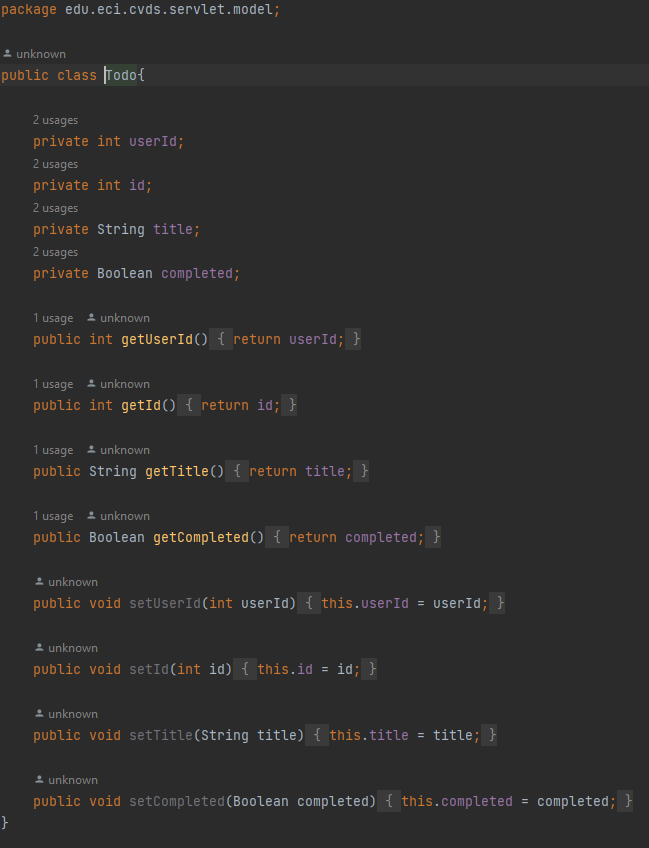 package edu.eci.cvds.servlet.model;
unknown
public class Todo{
2 usages
private int userId;
2 usages
private int id;
2 usages
private String title;
2 usages
private Boolean completed;
1 usage unknown
public int getUserId() { return userId; }
1 usage unknown
public int getId() { return id; }
1 usage unknown
public String getTitle() { return title; }
1 usage unknown
public Boolean getCompleted() { return completed; }
unknown
public void setUserId(int userId) { this.userId = userId; }
unknown
public void setId(int id) { this.id = id; }
unknown
public void setTitle(String title) { this.title = title; }
unknown
public void setCompleted(Boolean completed) { this.completed = completed; }
}